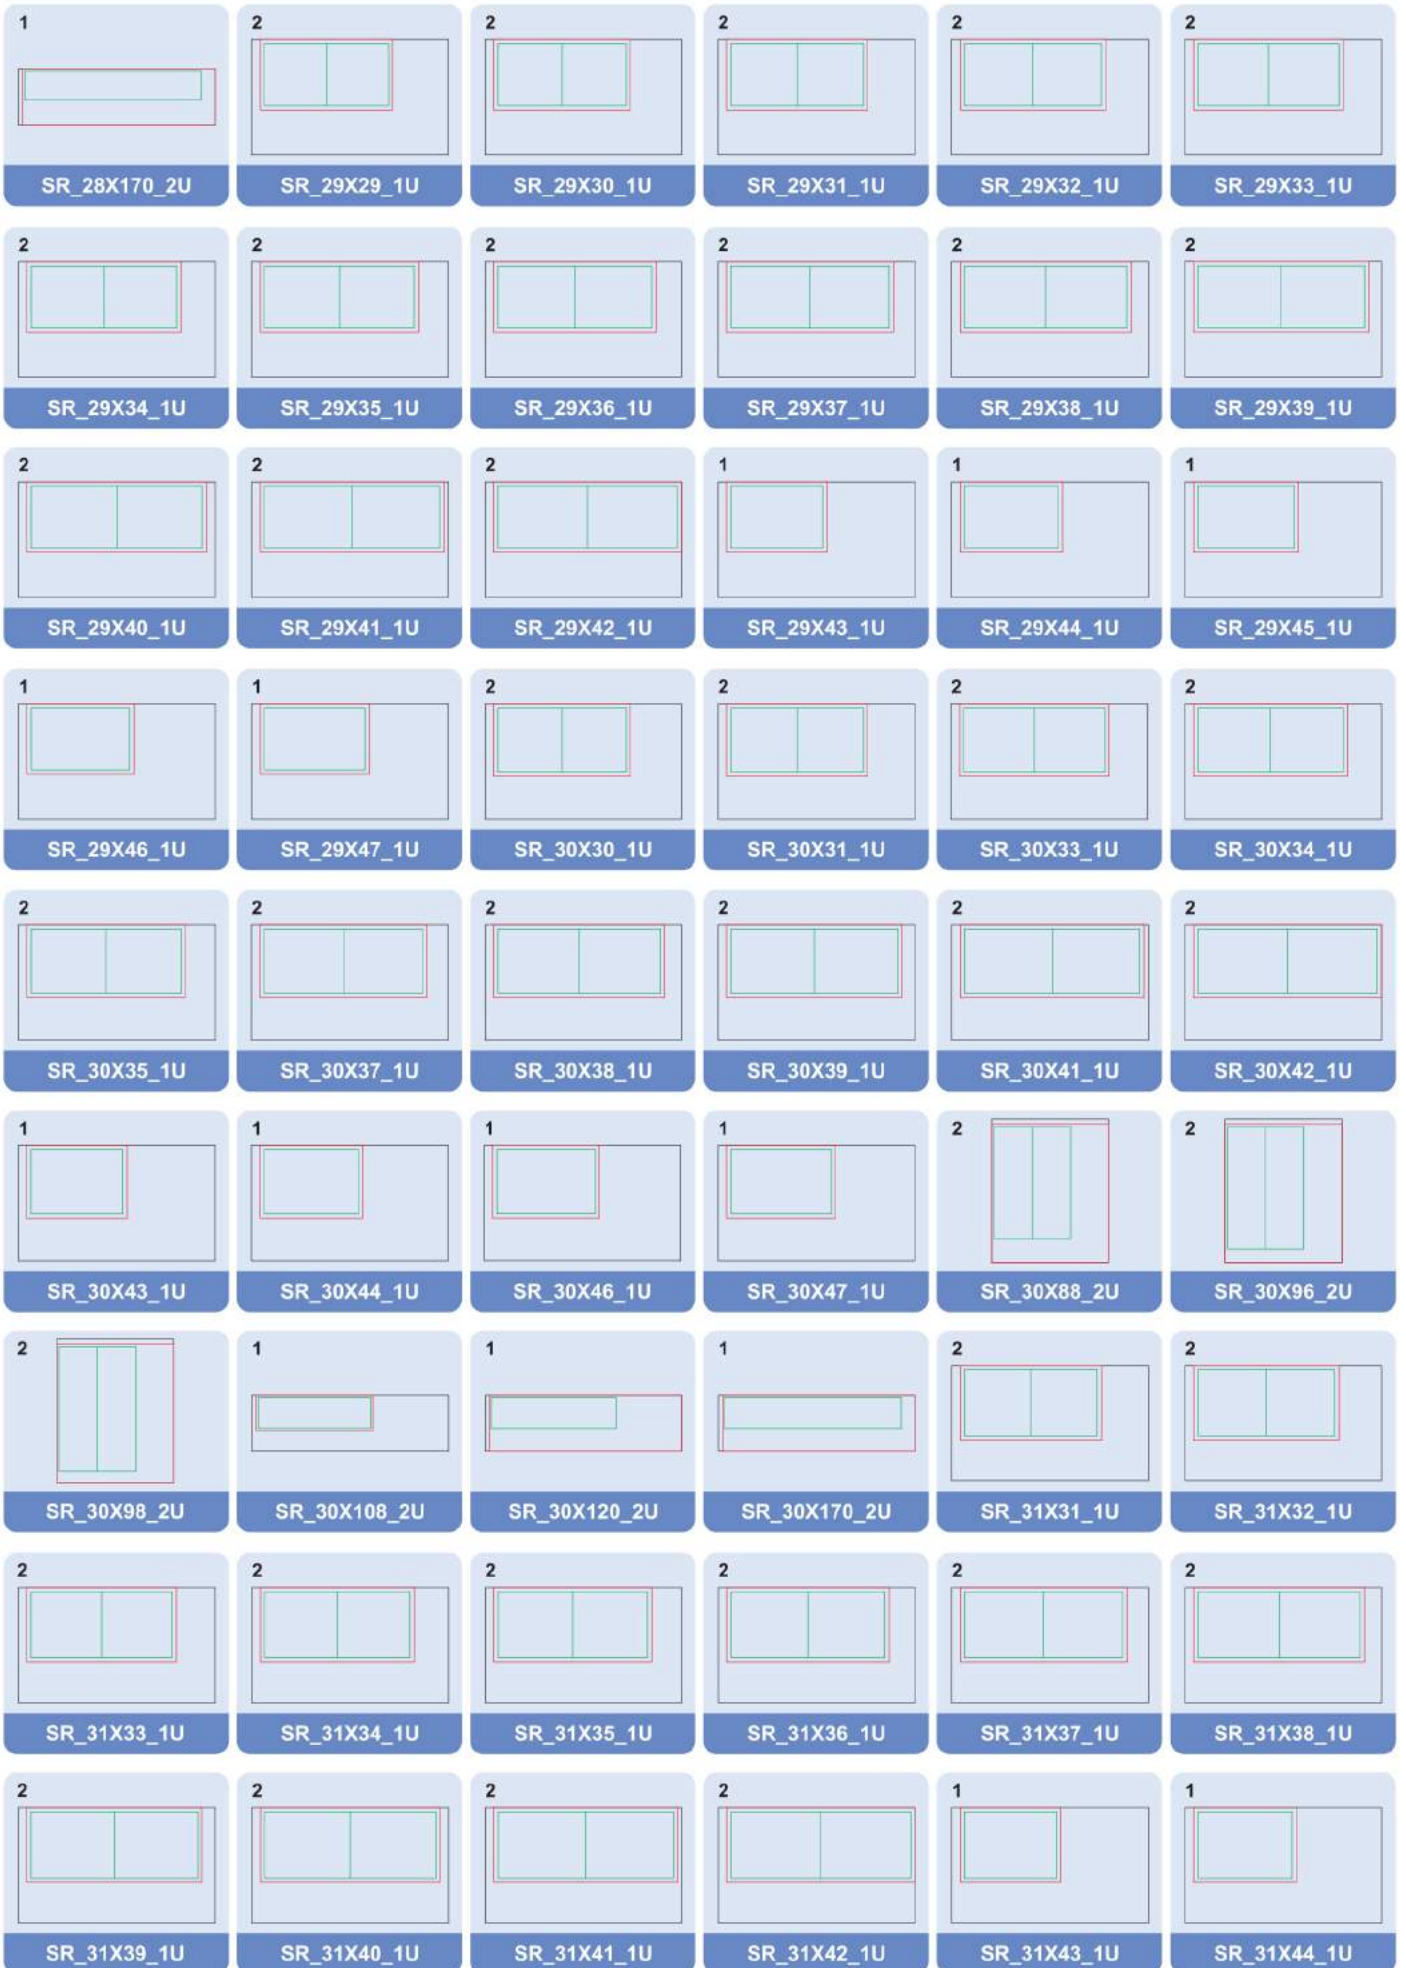 1 2 2 2 2 2
SR_28X170_2U SR_29X29_1U SR_29X30_1U SR_29X31_1U SR_29X32_1U SR_29X33_1U
2 2 2 2 2 2
SR_29X34_1U SR_29X35_1U SR_29X36_1U SR_29X37_1U SR_29X38_1U SR_29X39_1U
2 2 2 1 1 1
SR_29X40_1U SR_29X41_1U SR_29X42_1U SR_29X43_1U SR_29X44_1U SR_29X45_1U
1 1 2 2 2 2
SR_29X46_1U SR_29X47_1U SR_30X30_1U SR_30X31_1U SR_30X33_1U SR_30X34_1U
2 2 2 2 2 2
SR_30X35_1U SR_30X37_1U SR_30X38_1U SR_30X39_1U SR_30X41_1U SR_30X42_1U
1 1 1 1 2 2
SR_30X43_1U SR_30X44_1U SR_30X46_1U SR_30X47_1U SR_30X88_2U SR_30X96_2U
2 1 1 1 2 2
SR_30X98_2U SR_30X108_2U SR_30X120_2U SR_30X170_2U SR_31X31_1U SR_31X32_1U
2 2 2 2 2 2
SR_31X33_1U SR_31X34_1U SR_31X35_1U SR_31X36_1U SR_31X37_1U SR_31X38_1U
2 2 2 2 1 1
SR_31X39_1U SR_31X40_1U SR_31X41_1U SR_31X42_1U SR_31X43_1U SR_31X44_1U